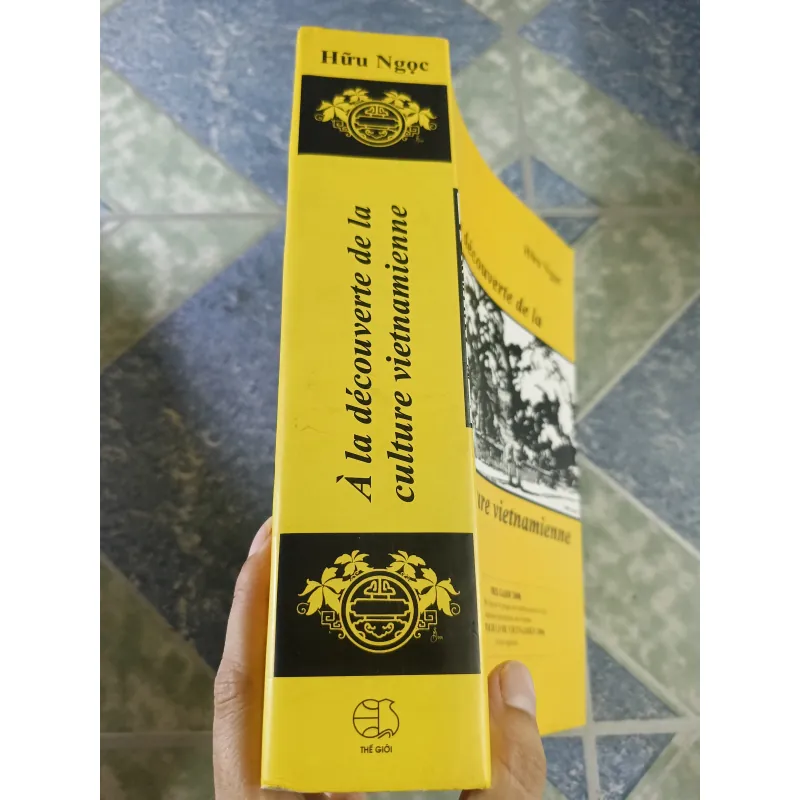 Hữu Ngọc
À la découverte de la
culture vietnamienne
THẾ GIỚI
Hữu Ngọc
découverte de la
ure vietnamienne